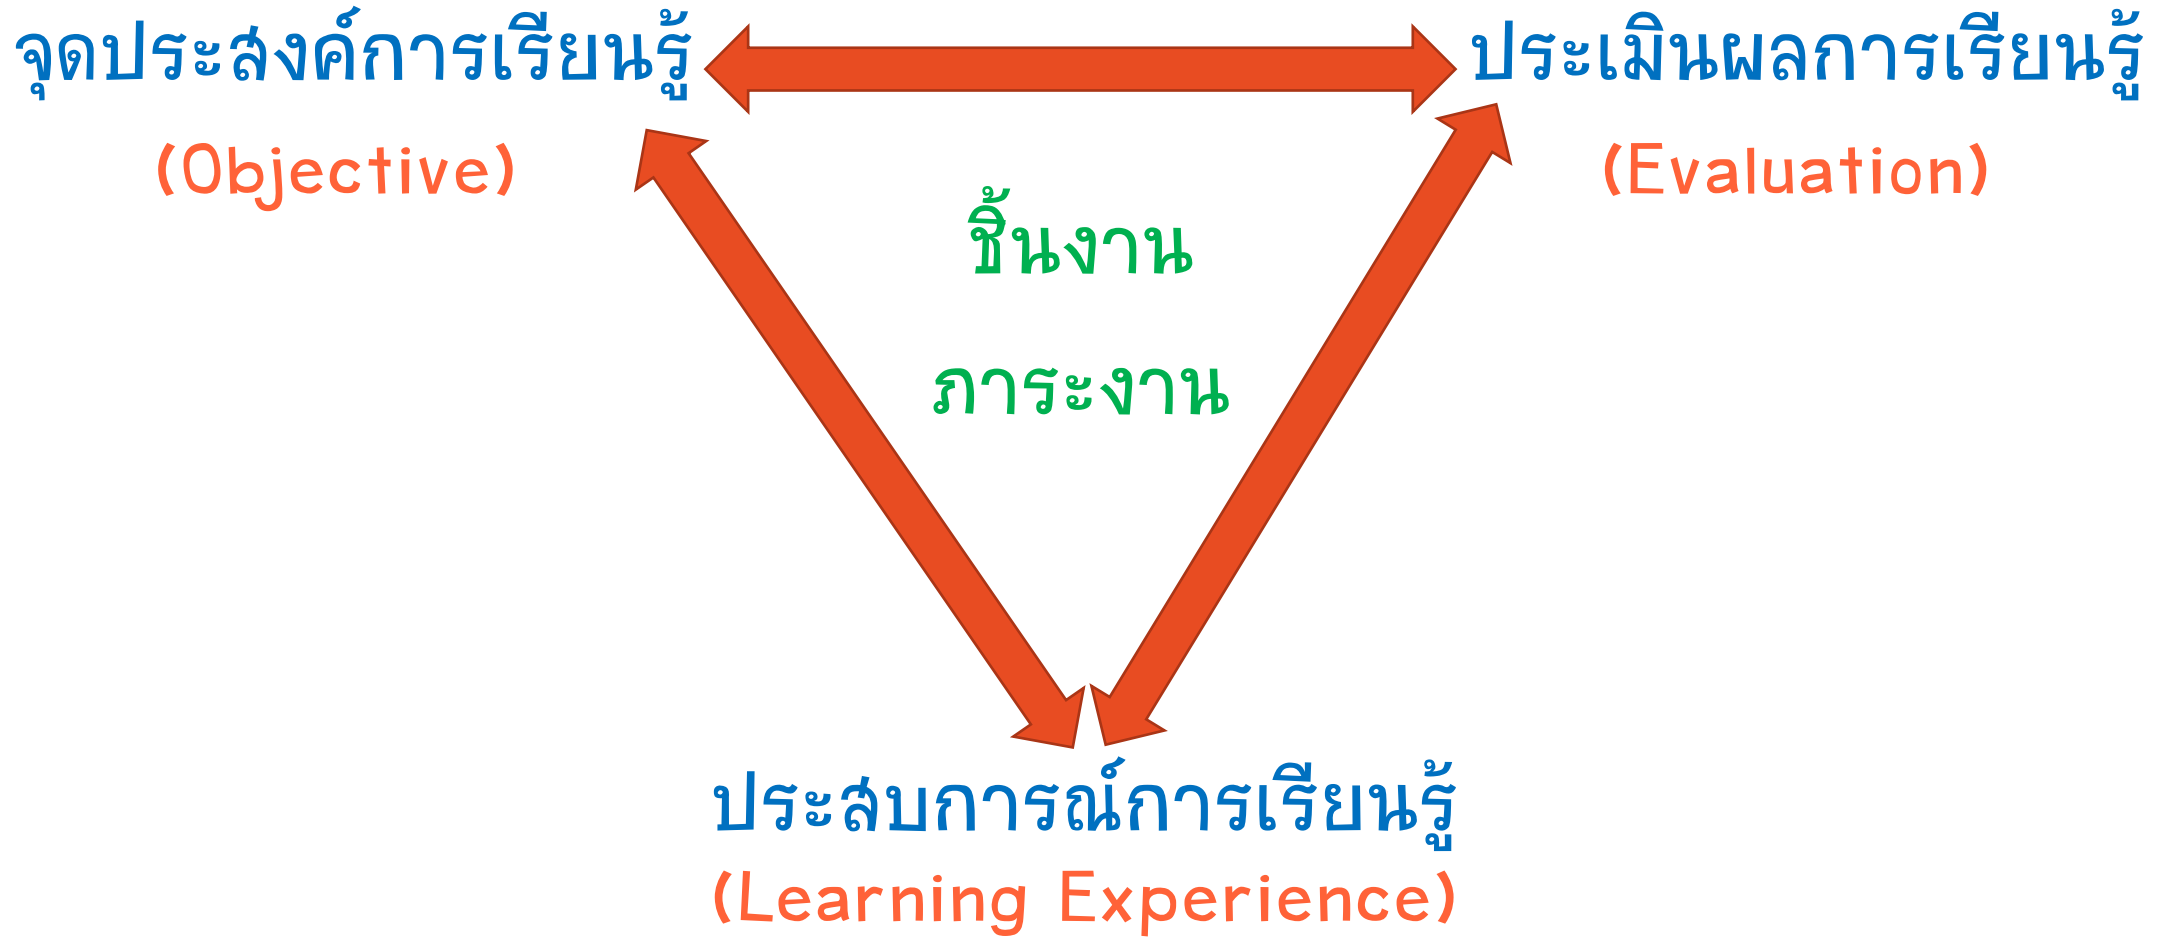 จุดประสงค์การเรียนรู้
(Objective)
ประเมินผลการเรียนรู้
(Evaluation)
ชิ้นงาน
ภาระงาน
ประสบการณ์การเรียนรู้
(Learning Experience)